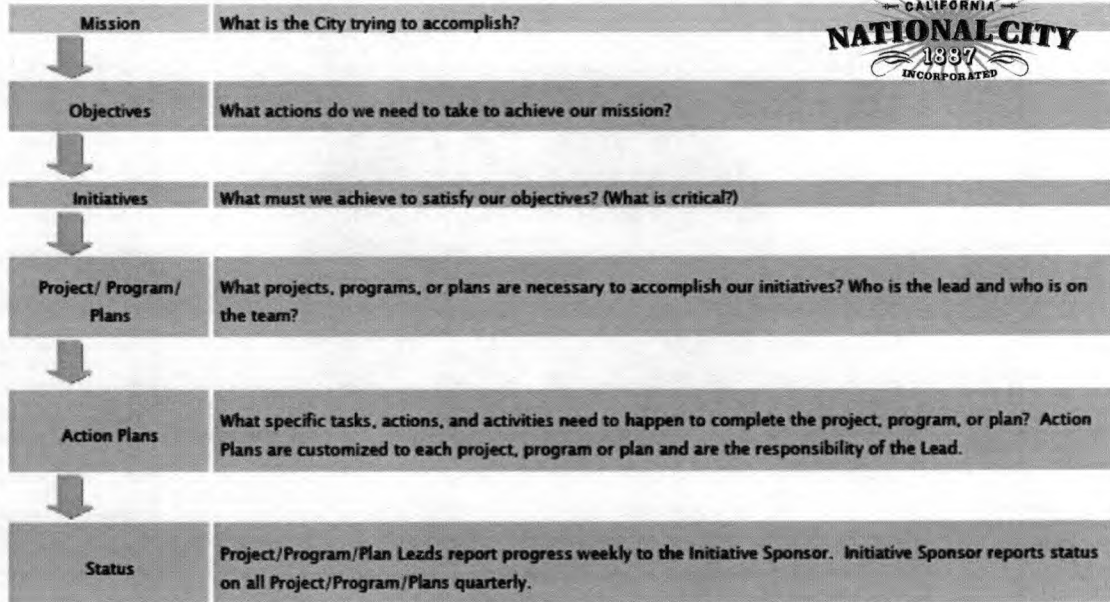 CALIFORNIA
NATIONAL CITY
1887
INCORPORATED
Mission
What is the City trying to accomplish?
Objectives
What actions do we need to take to achieve our mission?
Initiatives
What must we achieve to satisfy our objectives? (What is critical?)
Project/ Program/
Plans
What projects, programs, or plans are necessary to accomplish our initiatives? Who is the lead and who is on
the team?
Action Plans
What specific tasks, actions, and activities need to happen to complete the project, program, or plan? Action
Plans are customized to each project, program or plan and are the responsibility of the Lead.
Status
Project/Program/Plan Leads report progress weekly to the Initiative Sponsor. Initiative Sponsor reports status
on all Project/Program/Plans quarterly.